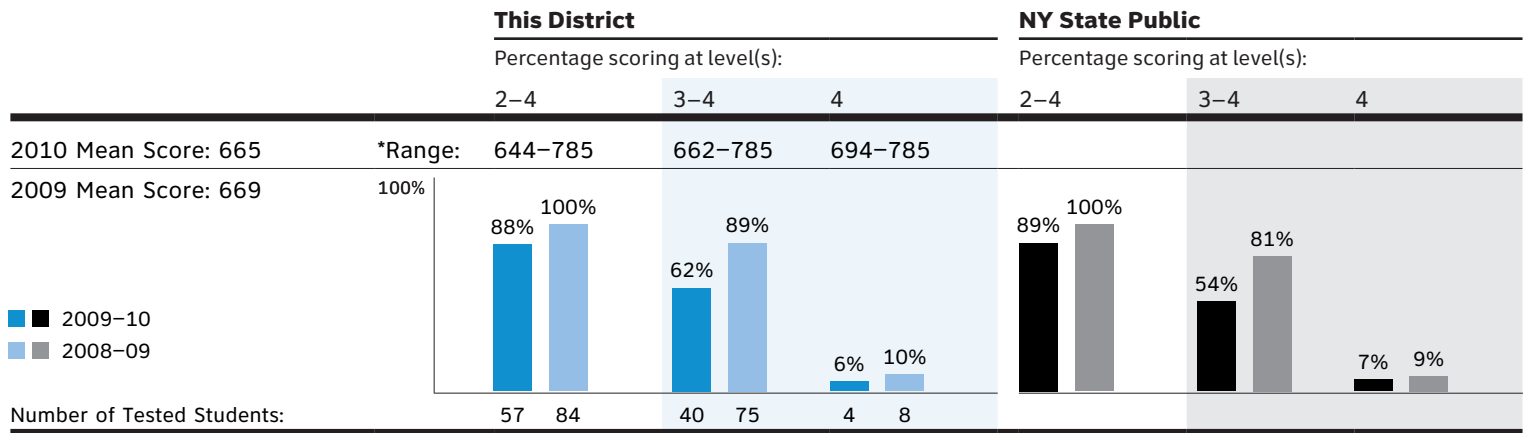 This District NY State Public
Percentage scoring at level(s): Percentage scoring at level(s):
2–4 3–4 4 2–4 3–4 4
2010 Mean Score: 665 *Range: 644–785 662–785 694–785
2009 Mean Score: 669 100%
88% 100% 62% 89% 6% 10% 89% 100% 54% 81% 7% 9%
2009–10
2008–09
Number of Tested Students: 57 84 40 75 4 8